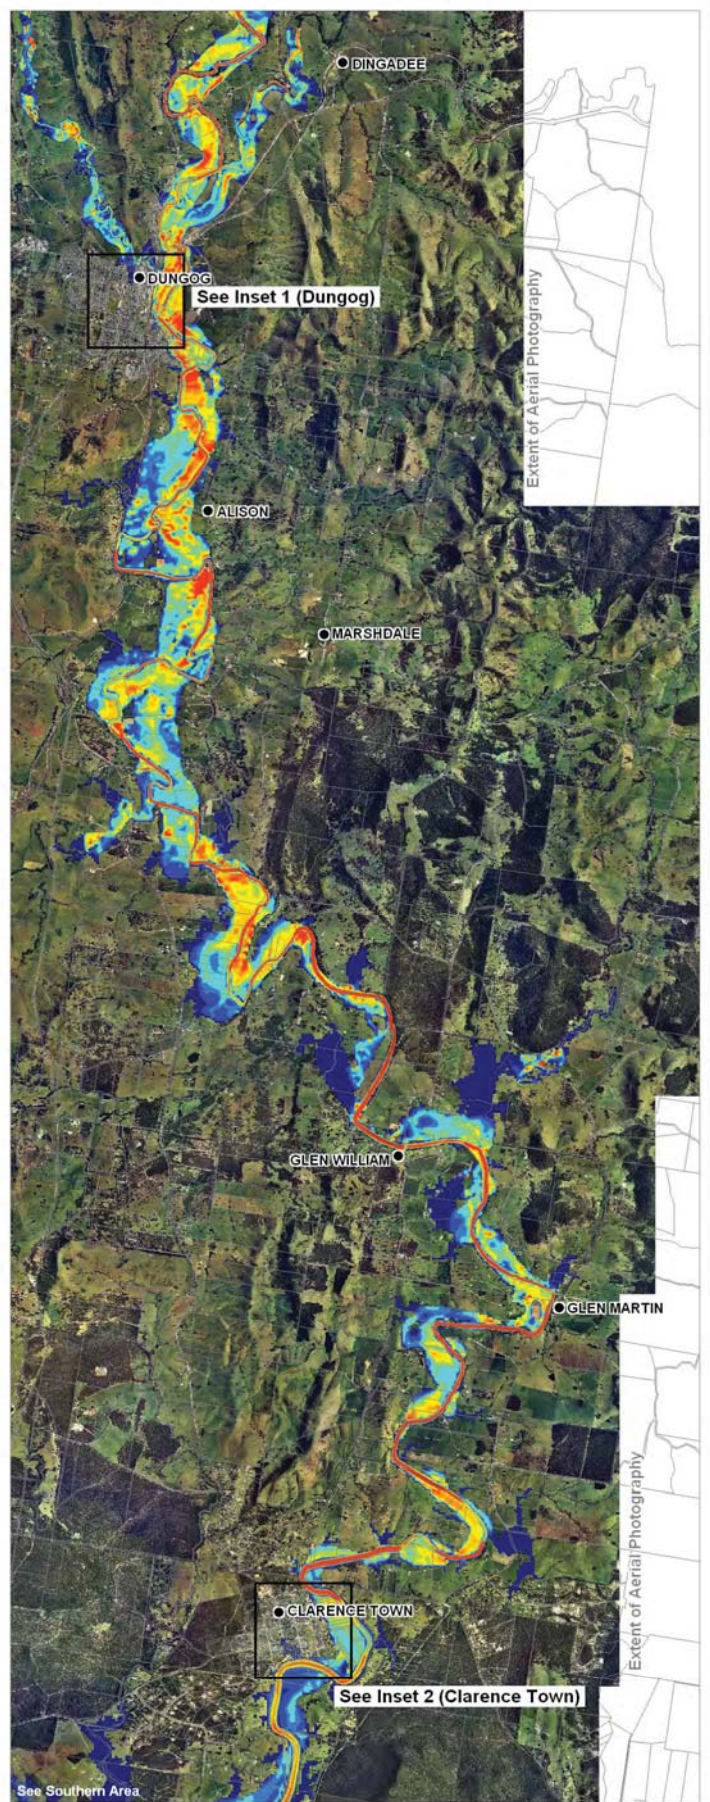 DINGADEE
DUNGOG
See Inset 1 (Dungog)
Extent of Aerial Photography
ALISON
MARSHDALE
GLEN WILLIAM
GLEN MARTIN
Extent of Aerial Photography
CLARENCE TOWN
See Inset 2 (Clarence Town)
See Southern Area